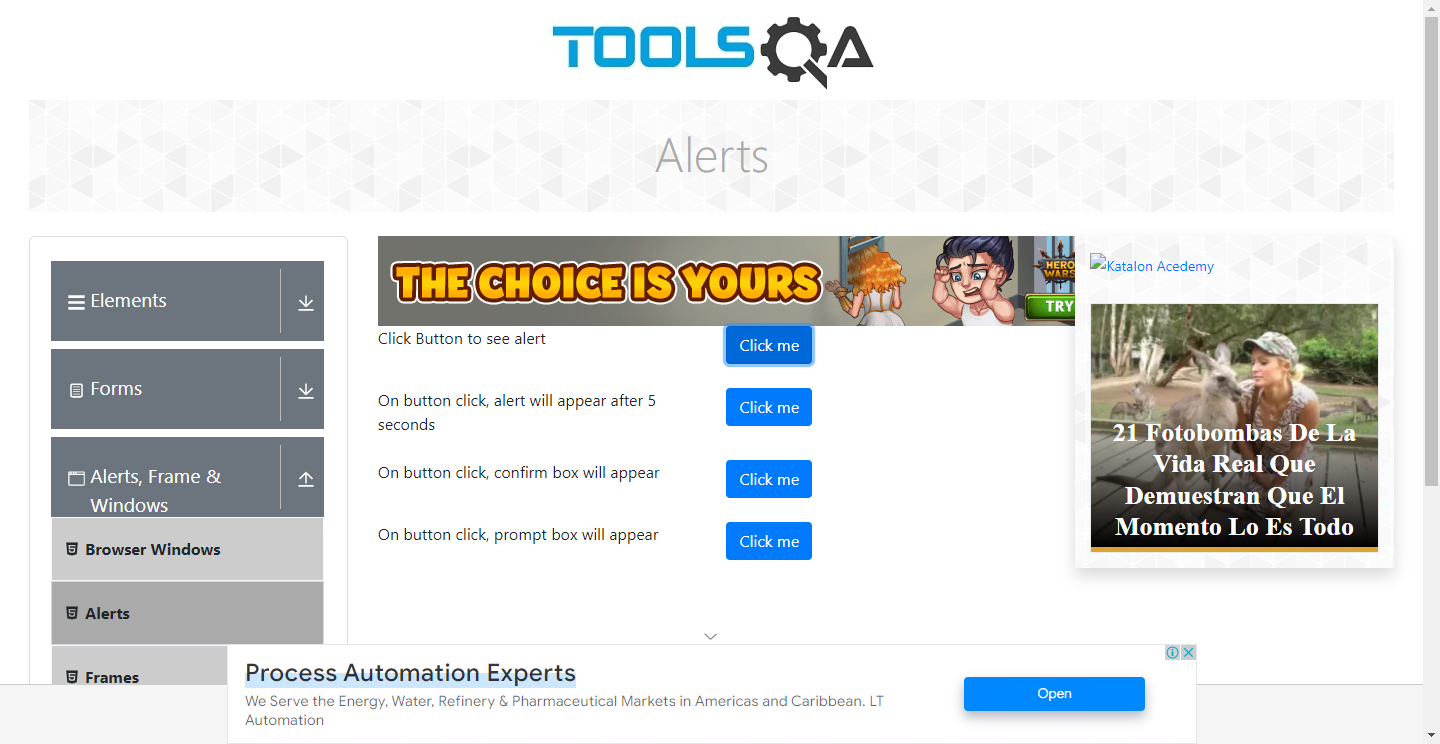 TOOLSQA
Alerts
Elements
Forms
Alerts, Frame &
Windows
Browser Windows
Alerts
Frames
THE CHOICE IS YOURS
HERO
WARS
TRY
Click Button to see alert
Click me
On button click, alert will appear after 5
seconds
Click me
On button click, confirm box will appear
Click me
On button click, prompt box will appear
Click me
Katalon Acedemy
21 Fotobombas De La
Vida Real Que
Demuestran Que El
Momento Lo Es Todo
Process Automation Experts
We Serve the Energy, Water, Refinery & Pharmaceutical Markets in Americas and Caribbean. LT
Automation
Open